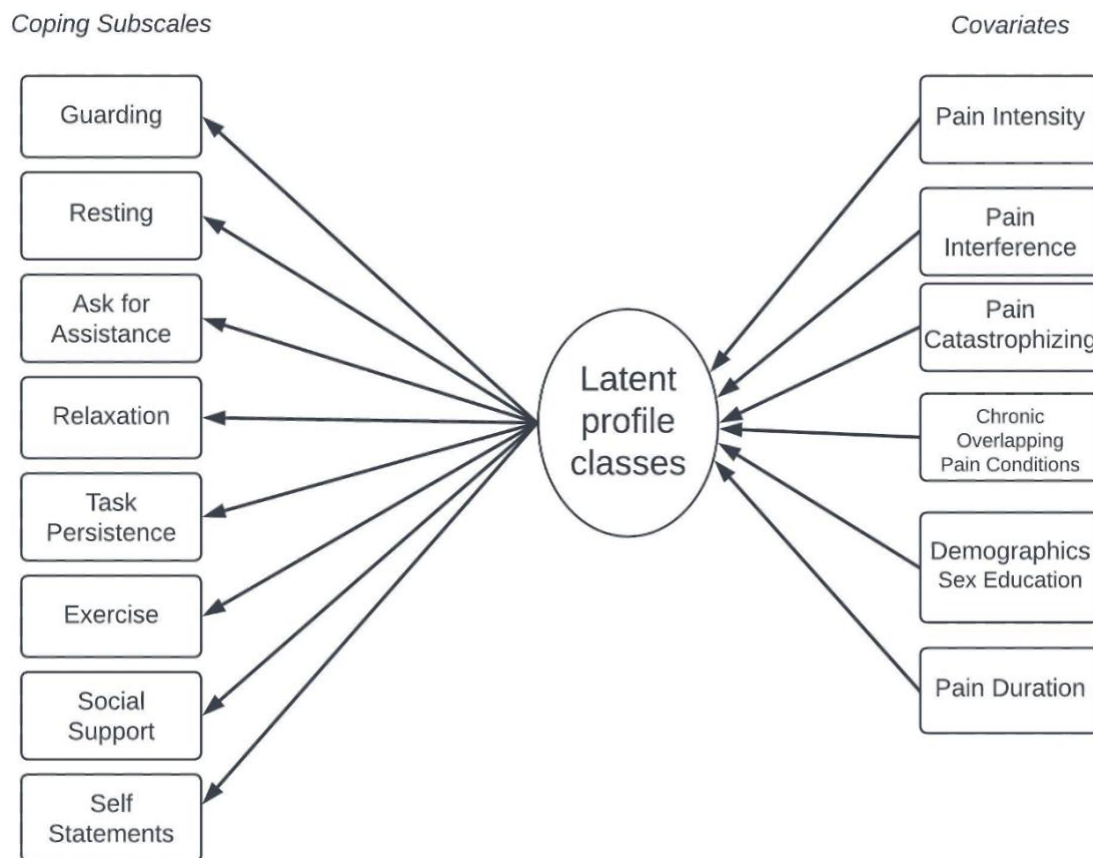 Coping Subscales
Guarding
Resting
Ask for
Assistance
Relaxation
Task
Persistence
Exercise
Social
Support
Self
Statements
Latent
profile
classes
Covariates
Pain Intensity
Pain
Interference
Pain
Catastrophizing
Chronic
Overlapping
Pain Conditions
Demographics
Sex Education
Pain Duration